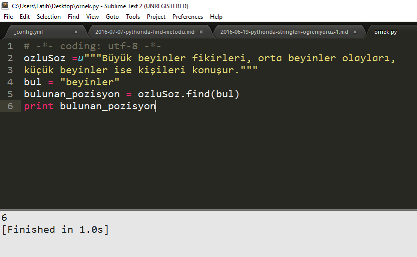 C:\Users\Fatih\Desktop\ornek.py - Sublime Text 2 (UNREGISTERED)
File Edit Selection Find View Goto Tools Project Preferences Help
_config.yml
2016-07-07-pythonda-find-metodu.md
2016-06-19-pythonda-stringleri-ogreniyoruz-1.md
ornek.py
1 # -*- coding: utf-8 -*-
2 ozluSoz =u"""Büyük beyinler fikirleri, orta beyinler olayları,
3 küçük beyinler ise kişileri konuşur."""
4 bul = "beyinler"
5 bulunan_pozisyon = ozluSoz.find(bul)
6 print bulunan_pozisyon
6
[Finished in 1.0s]